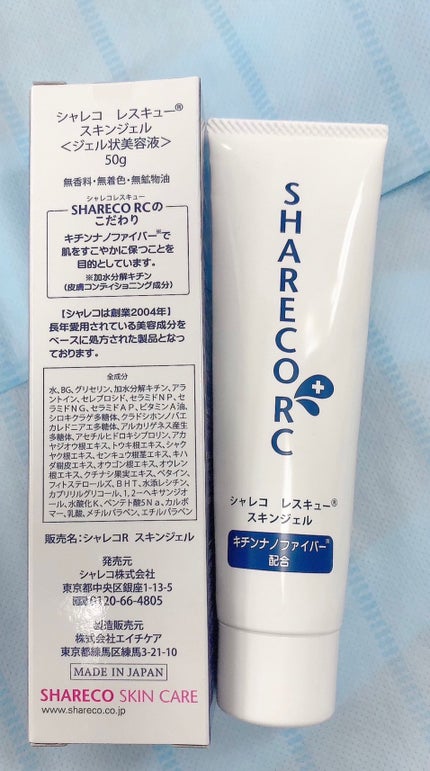 シャレコ レスキュー®
スキンジェル
＜ジェル状美容液＞
50g
無香料・無着色・無鉱物油
シャレコレスキュー
SHARECO RCの
こだわり
キチンナノファイバー※で
肌をすこやかに保つことを
目的としています。
※加水分解キチン
(皮膚コンディショニング成分)
【シャレコは創業2004年】
長年愛用されている美容成分を
ベースに処方された製品となっ
ております。
全成分
水、BG、グリセリン、加水分解キチン、アラ
ントイン、セレブロシド、セラミドNP、セ
ラミドNG、セラミドAP、ビタミンA油、
シロキクラゲ多糖体、クラドシホンノバエ
カレドニアエ多糖体、アルカリゲネス産生
多糖体、アセチルヒドロキシプロリン、アカ
ヤジオウ根エキス、トウキ根エキス、シャク
ヤク根エキス、センキュウ根茎エキス、キハ
ダ樹皮エキス、オウゴン根エキス、オウレン
根エキス、クチナシ果実エキス、ベタイン、
フィトステロールズ、BHT、水添レシチン、
カプリリルグリコール、1,2-ヘキサンジオ
ール、水酸化K、ペンテト酸5Na、カルボ
マー、乳酸、メチルパラベン、エチルパラベン
販売名：シャレコR スキンジェル
発売元
シャレコ株式会社
東京都中央区銀座1-13-5
0120-66-4805
製造販売元
株式会社エイチケア
東京都練馬区練馬3-21-10
MADE IN JAPAN
SHARECO SKIN CARE
www.shareco.co.jp
SHARECO RC
シャレコ レスキュー®
スキンジェル
キチンナノファイバー※
配合